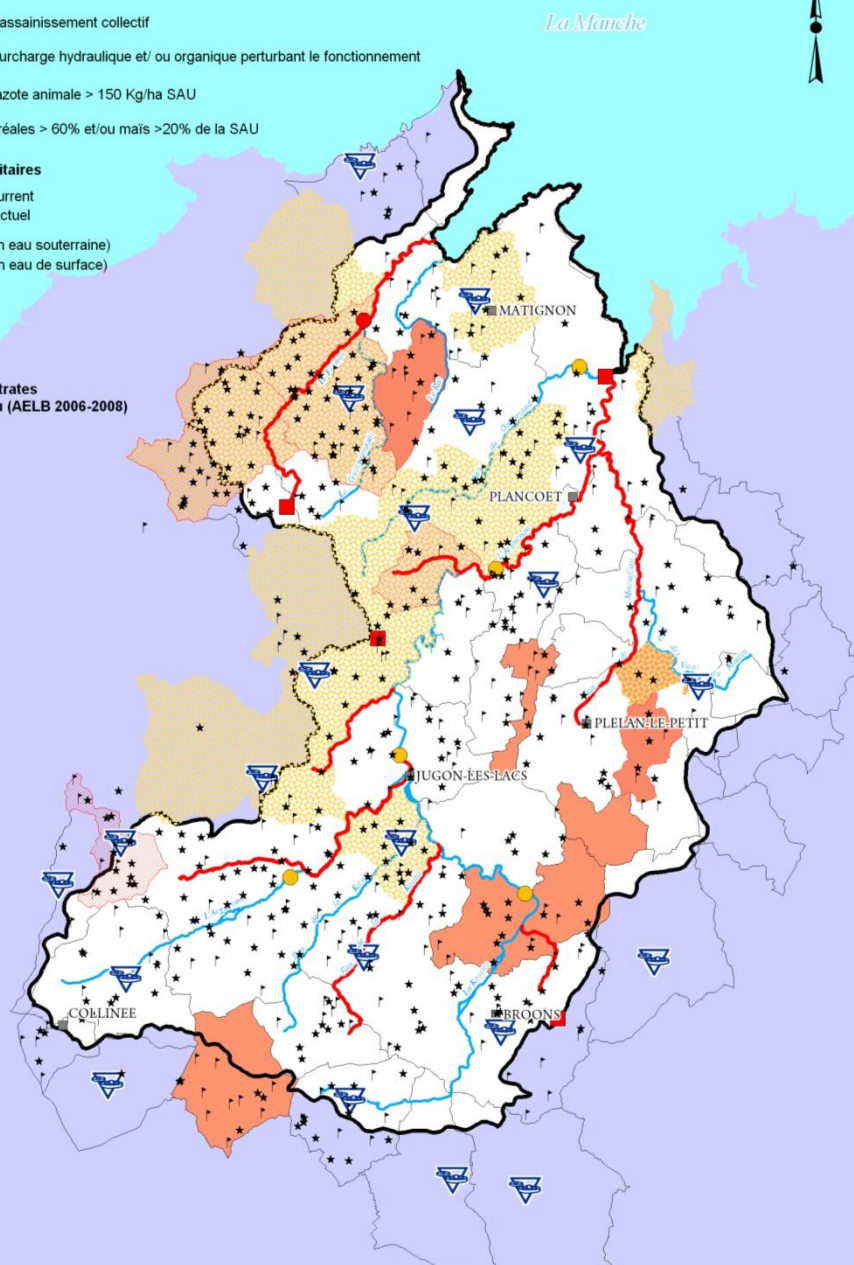 La Manche
assainissement collectif
urcharge hydraulique et/ ou organique perturbant le fonctionnement
azote animale > 150 Kg/ha SAU
réales > 60% et/ou maïs >20% de la SAU
itaires
urrent
ctuel
n eau souterraine)
n eau de surface)
MATIGNON
trates
u (AELB 2006-2008)
PLANCOET
PLELAN-LE-PETIT
JUGON-LES-LACS
COLLINEE
BROONS